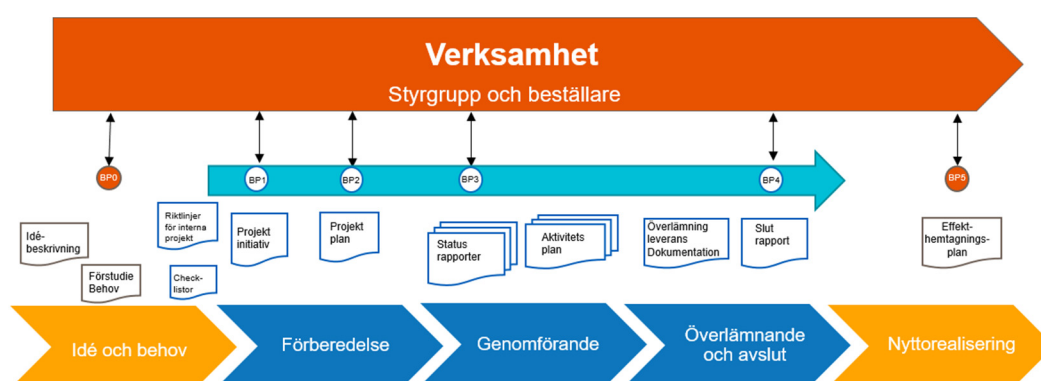 Verksamhet
Styrgrupp och beställare
BP0
BP1
BP2
BP3
BP4
BP5
Idé-
beskrivning
Förstudie
Behov
Riktlinjer
för interna
projekt
Check-
listor
Projekt
initiativ
Projekt
plan
Status
rapporter
Aktivitets
plan
Överlämning
leverans
Dokumentation
Slut
rapport
Effekt-
hemtagnings-
plan
Idé och behov
Förberedelse
Genomförande
Överlämnande
och avslut
Nyttorealisering